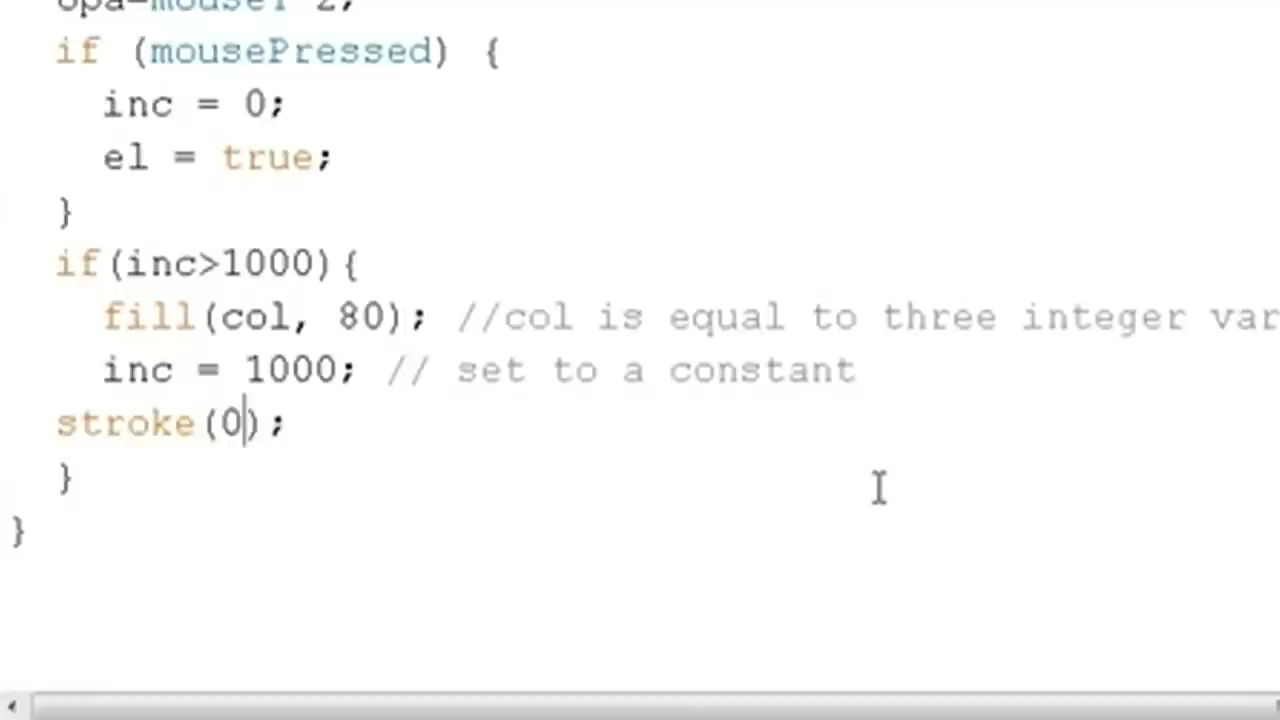 if (mousePressed) {
inc = 0;
el = true;
}
if(inc>1000){
fill(col, 80); //col is equal to three integer var
inc = 1000; // set to a constant
stroke(0);
}
}